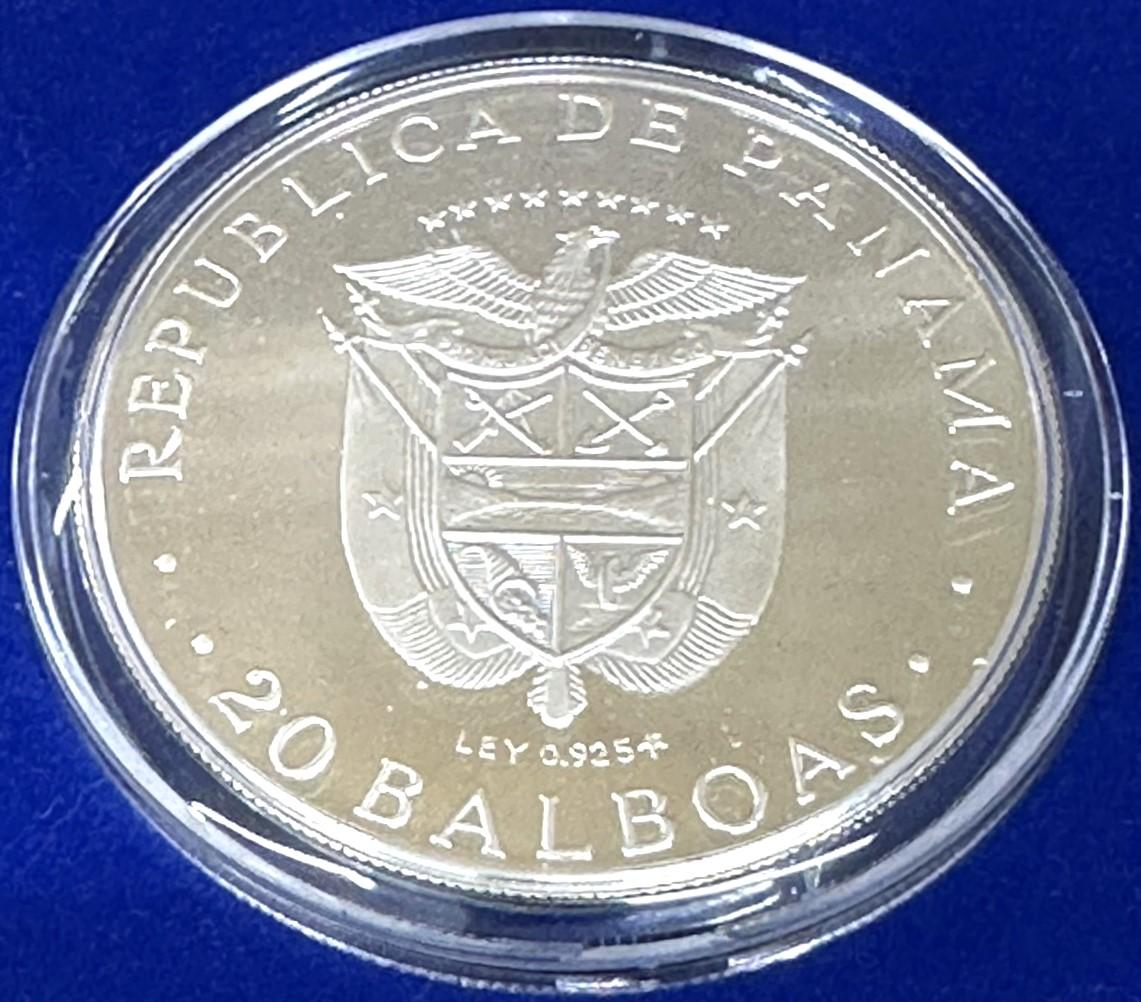 REPUBLICA DE PANAMA
LEY 0.925
· 20 BALBOAS ·